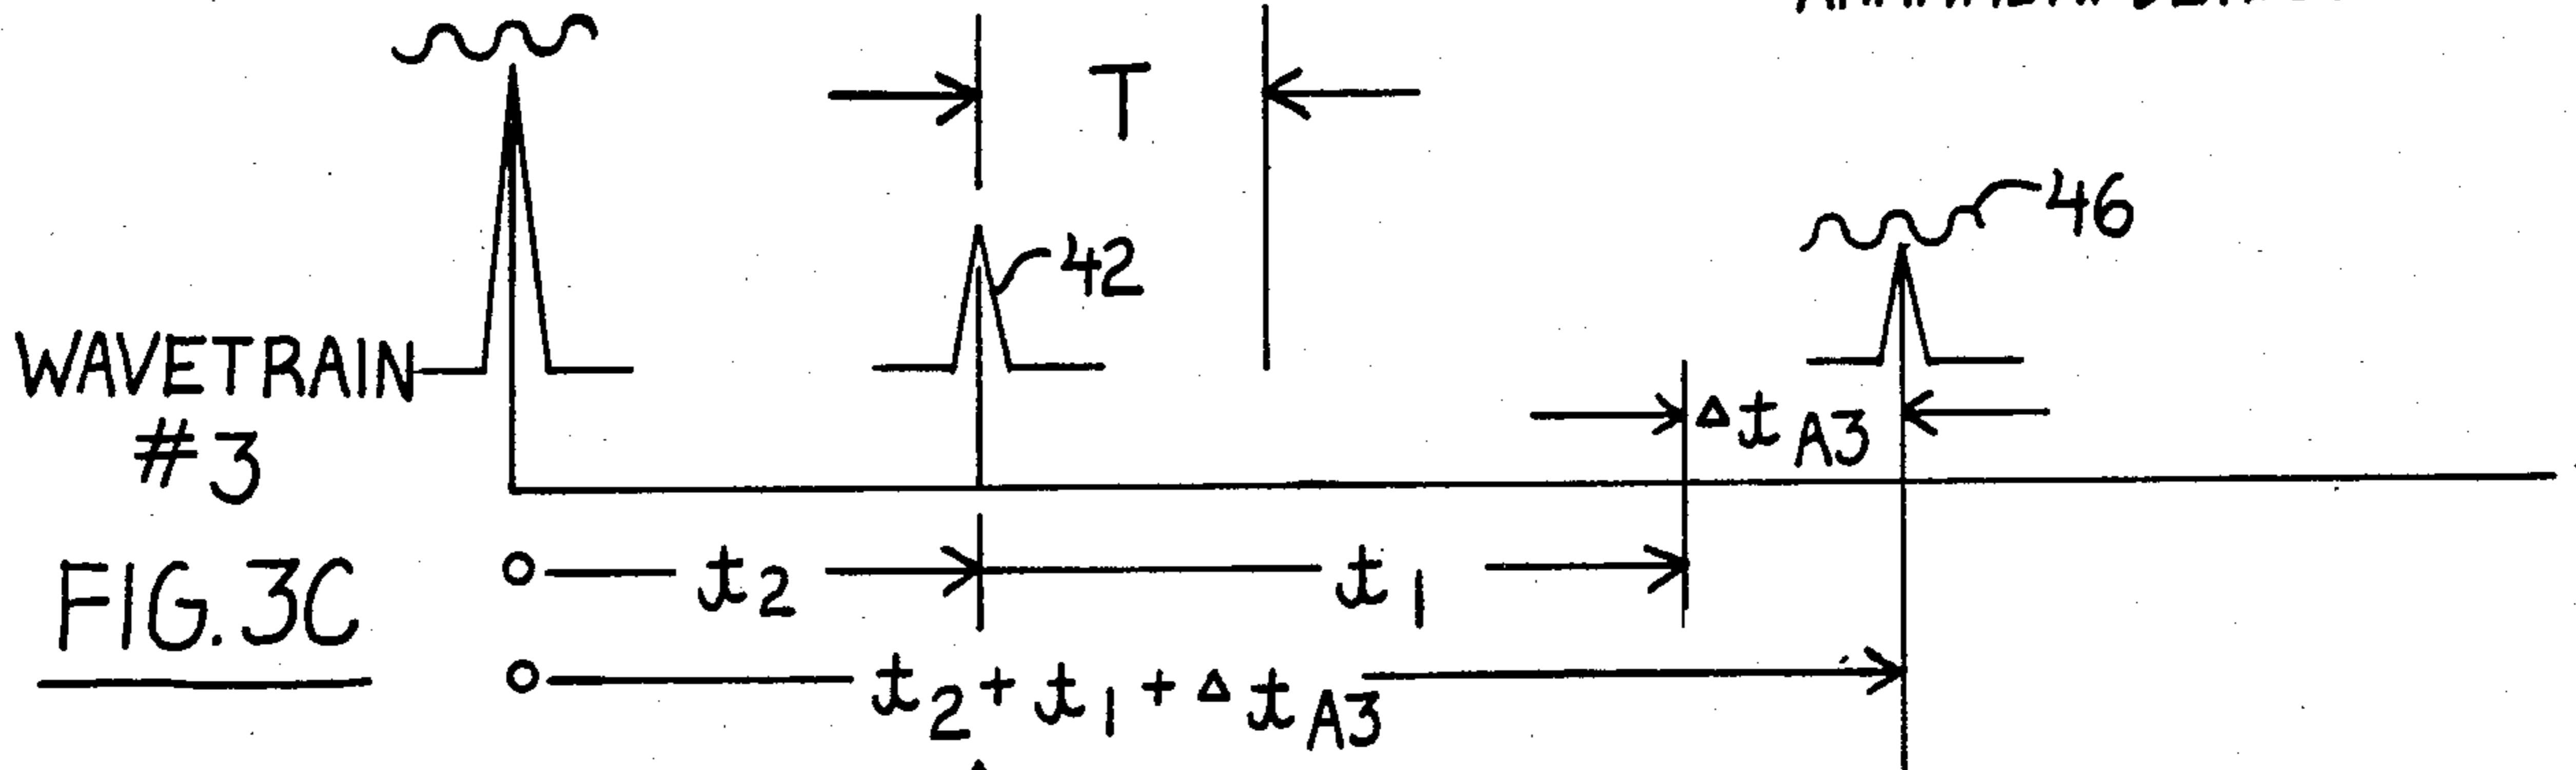 T
42
46
WAVETRAIN
#3
Δt A3
t2
t1
FIG. 3C
t2 + t1 + Δt A3